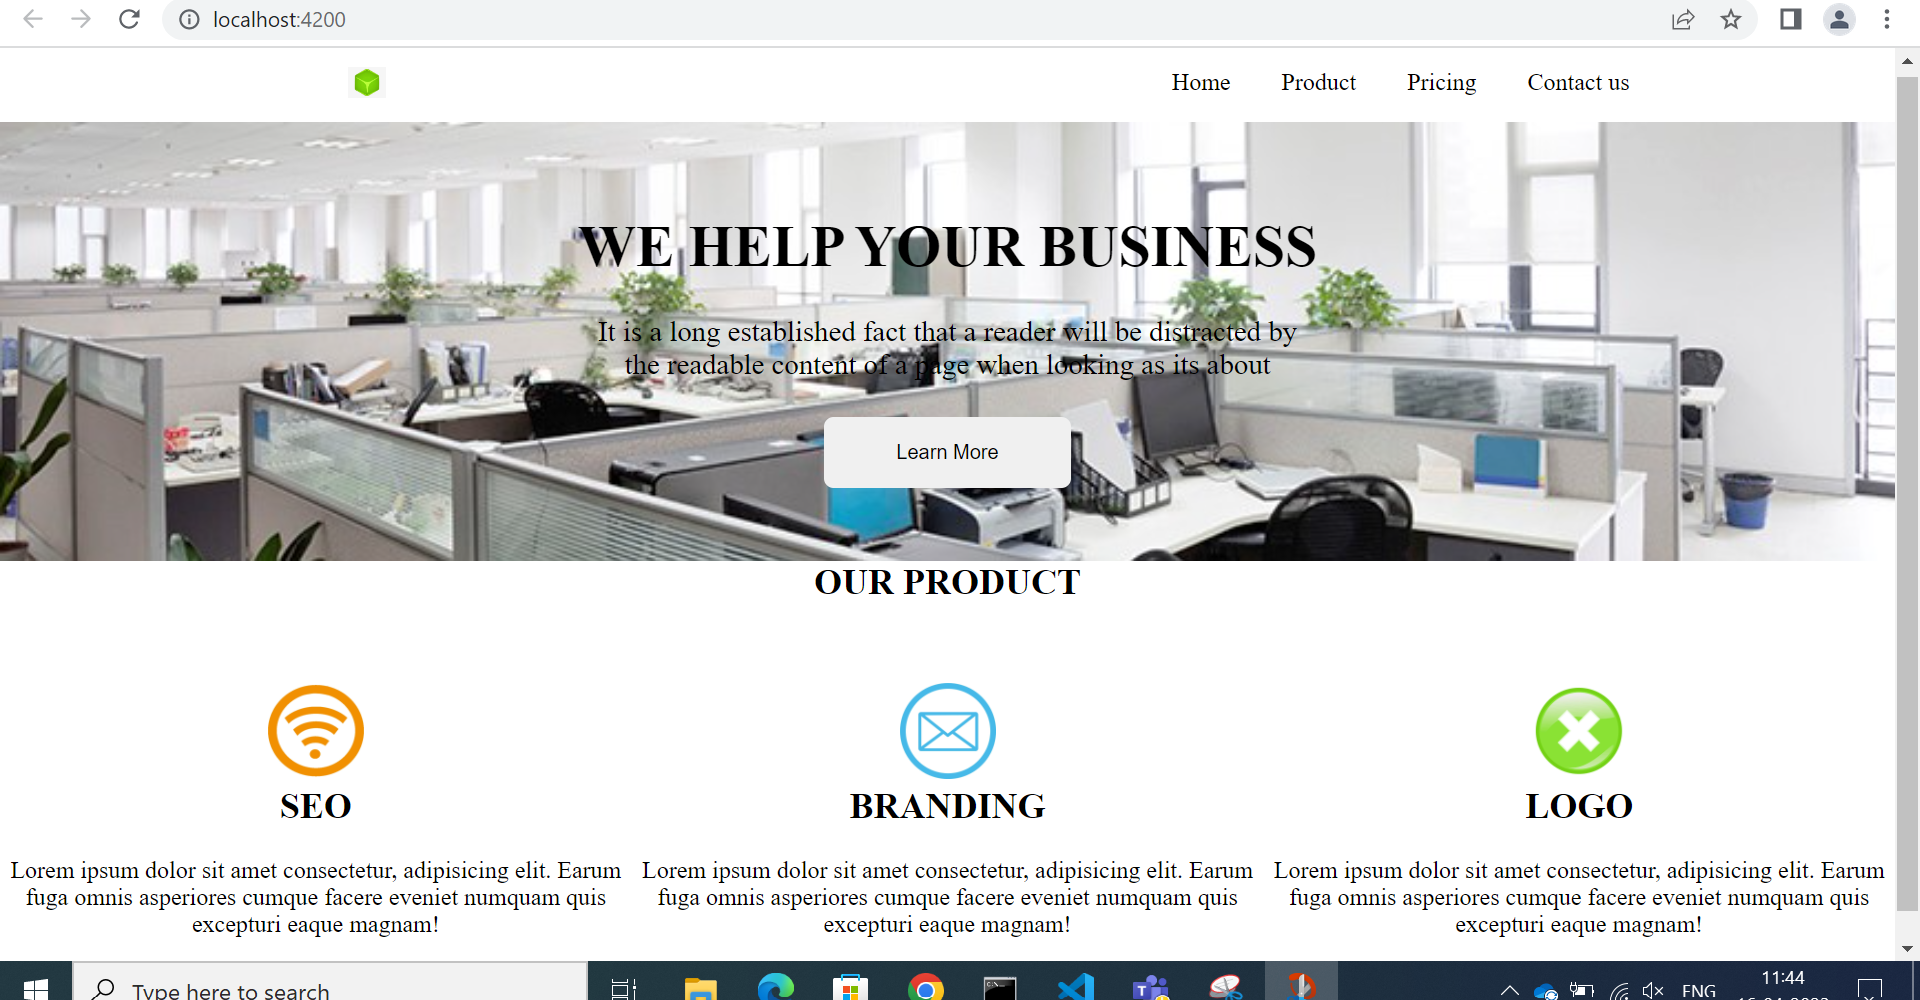 localhost:4200
Home Product Pricing Contact us
WE HELP YOUR BUSINESS
It is a long established fact that a reader will be distracted by
the readable content of a page when looking as its about
Learn More
OUR PRODUCT
SEO
Lorem ipsum dolor sit amet consectetur, adipisicing elit. Earum
fuga omnis asperiores cumque facere eveniet numquam quis
excepturi eaque magnam!
BRANDING
Lorem ipsum dolor sit amet consectetur, adipisicing elit. Earum
fuga omnis asperiores cumque facere eveniet numquam quis
excepturi eaque magnam!
LOGO
Lorem ipsum dolor sit amet consectetur, adipisicing elit. Earum
fuga omnis asperiores cumque facere eveniet numquam quis
excepturi eaque magnam!
Type here to search
ENG
11:44